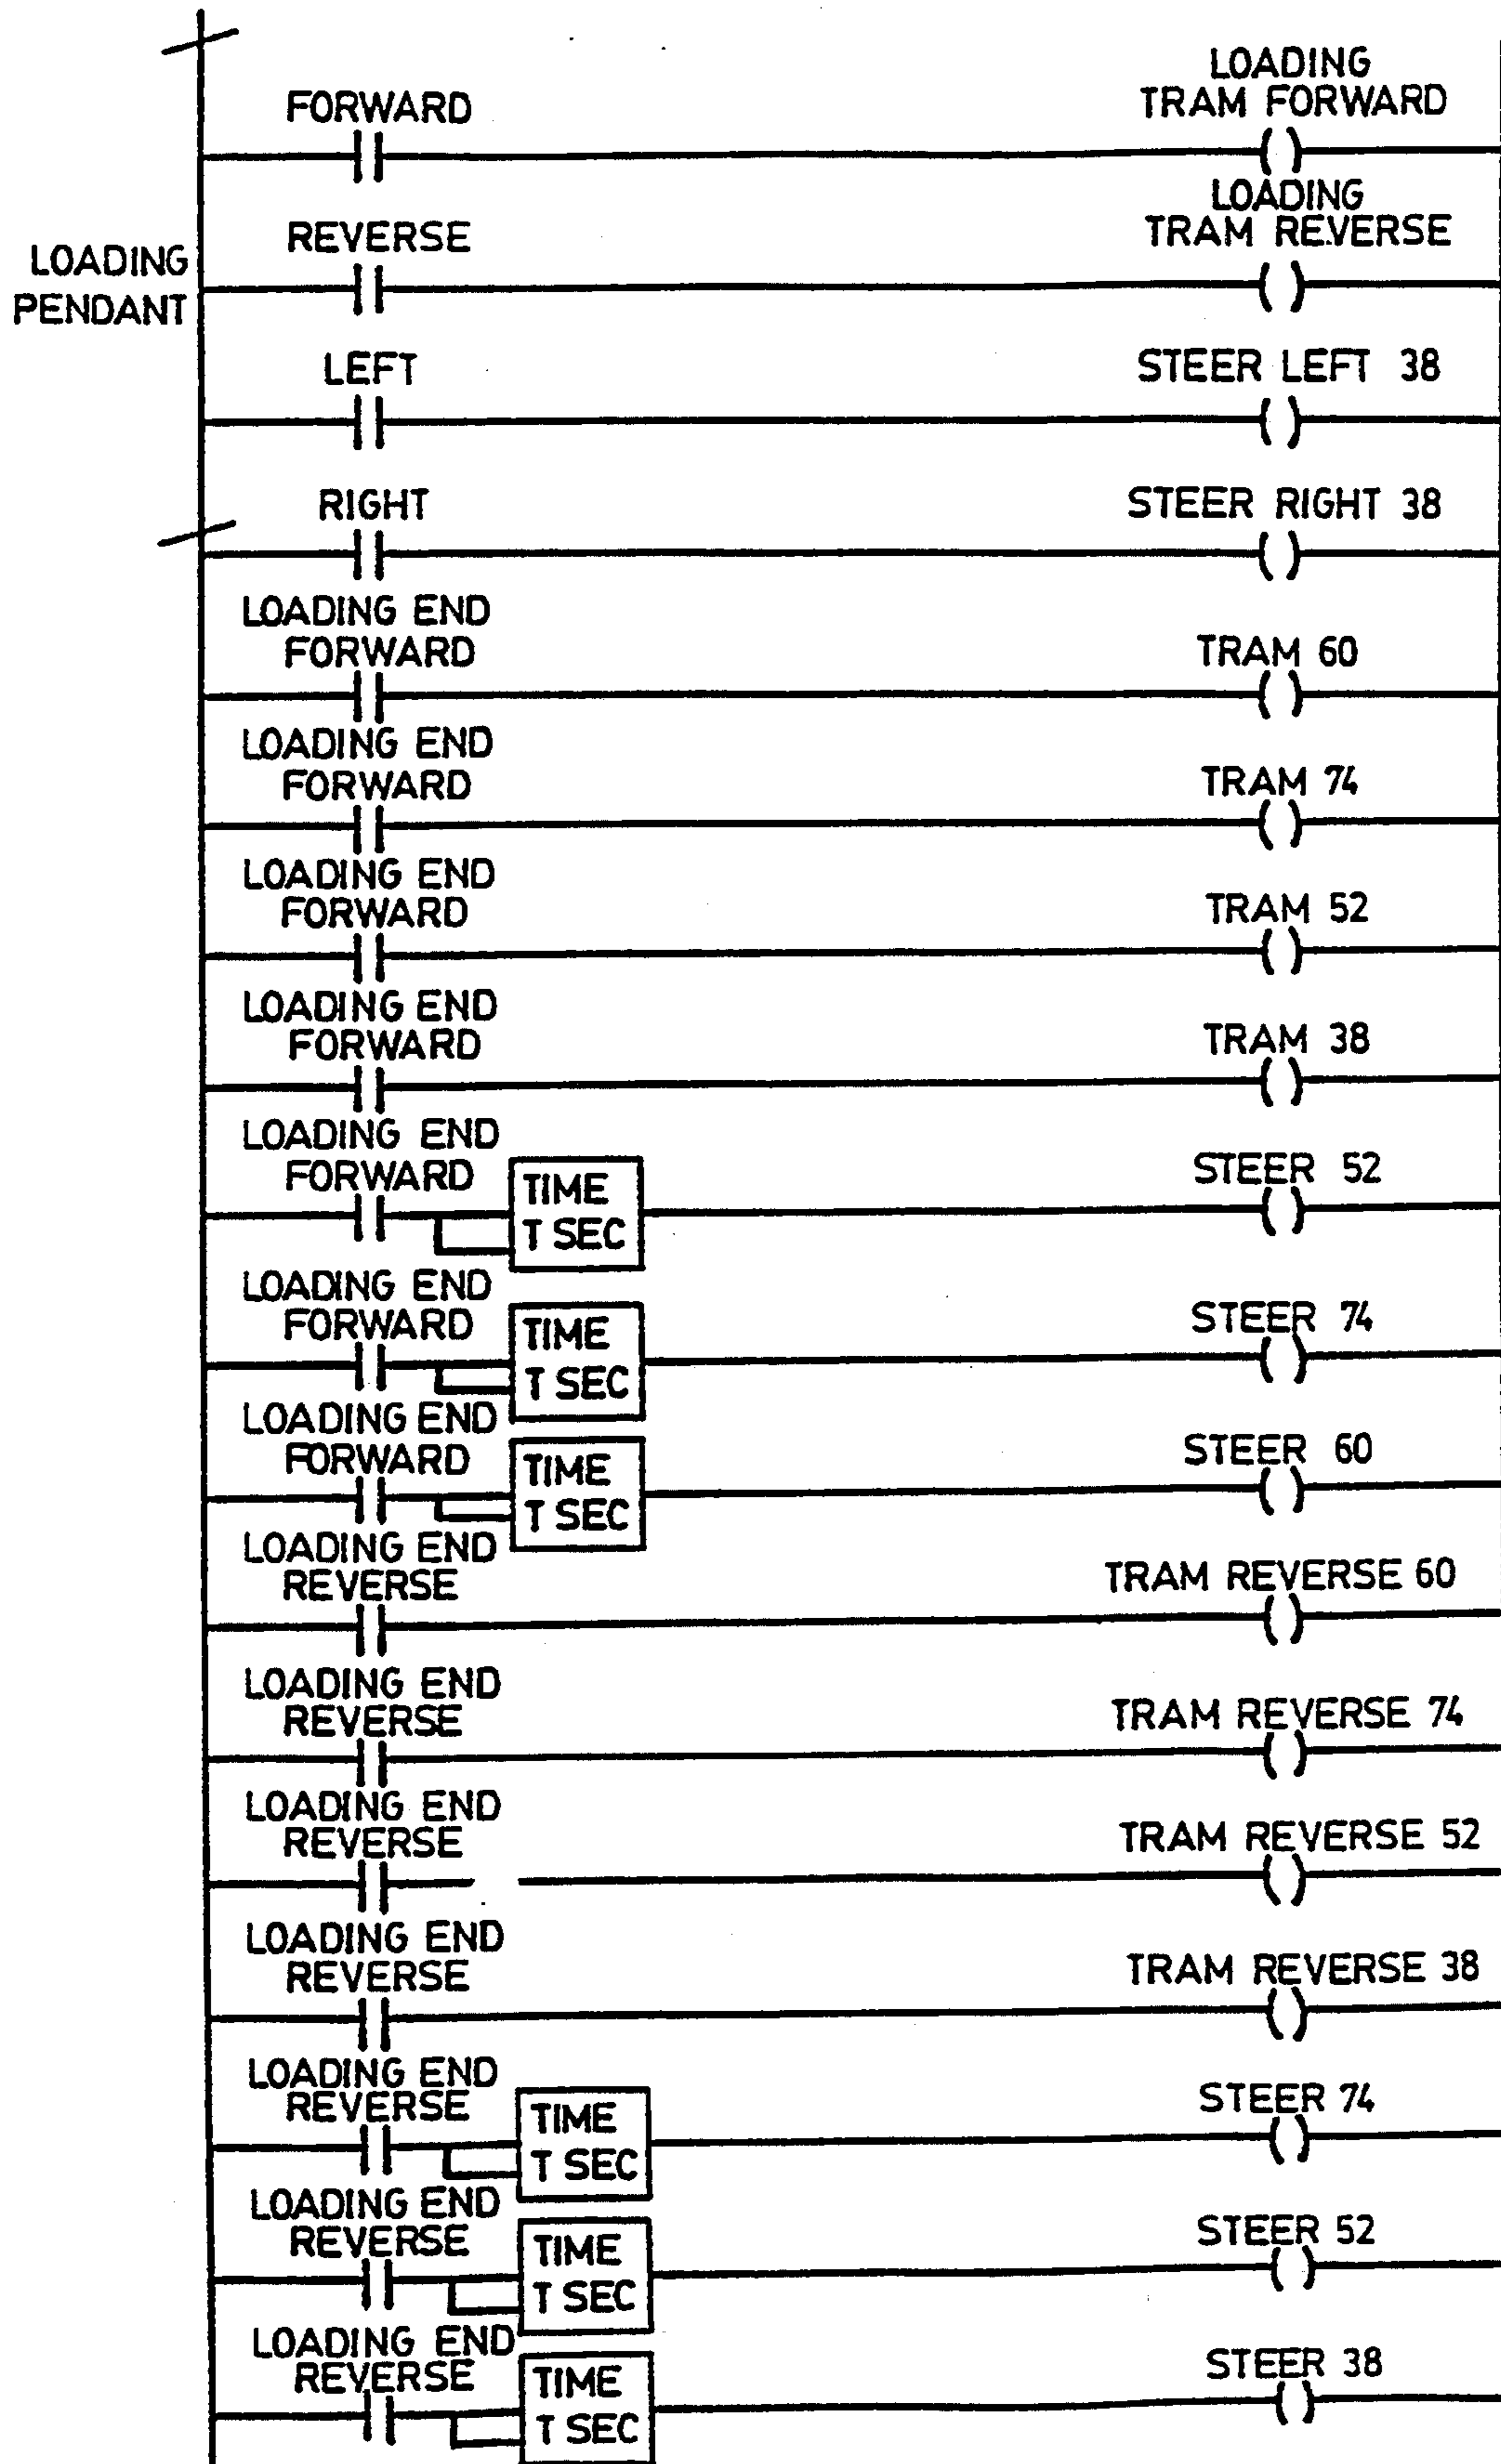 LOADING
TRAM FORWARD
FORWARD
LOADING
TRAM REVERSE
REVERSE
LOADING
PENDANT
LEFT
STEER LEFT 38
RIGHT
STEER RIGHT 38
LOADING END
FORWARD
TRAM 60
LOADING END
FORWARD
TRAM 74
LOADING END
FORWARD
TRAM 52
LOADING END
FORWARD
TRAM 38
LOADING END
FORWARD
TIME
T SEC
STEER 52
LOADING END
FORWARD
TIME
T SEC
STEER 74
LOADING END
FORWARD
TIME
T SEC
STEER 60
LOADING END
REVERSE
TRAM REVERSE 60
LOADING END
REVERSE
TRAM REVERSE 74
LOADING END
REVERSE
TRAM REVERSE 52
LOADING END
REVERSE
TRAM REVERSE 38
LOADING END
REVERSE
TIME
T SEC
STEER 74
LOADING END
REVERSE
TIME
T SEC
STEER 52
LOADING END
REVERSE
TIME
T SEC
STEER 38